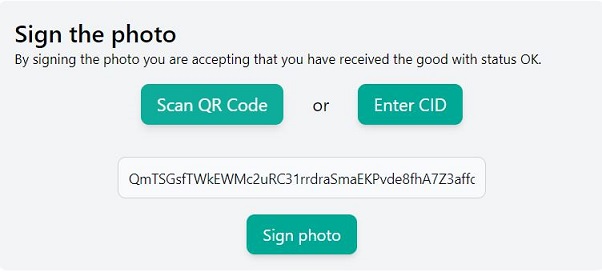 Sign the photo
By signing the photo you are accepting that you have received the good with status OK.
Scan QR Code or Enter CID
QmTSGsfTWkEWMc2uRC31rrdraSmaEKPvde8fhA7Z3affc
Sign photo